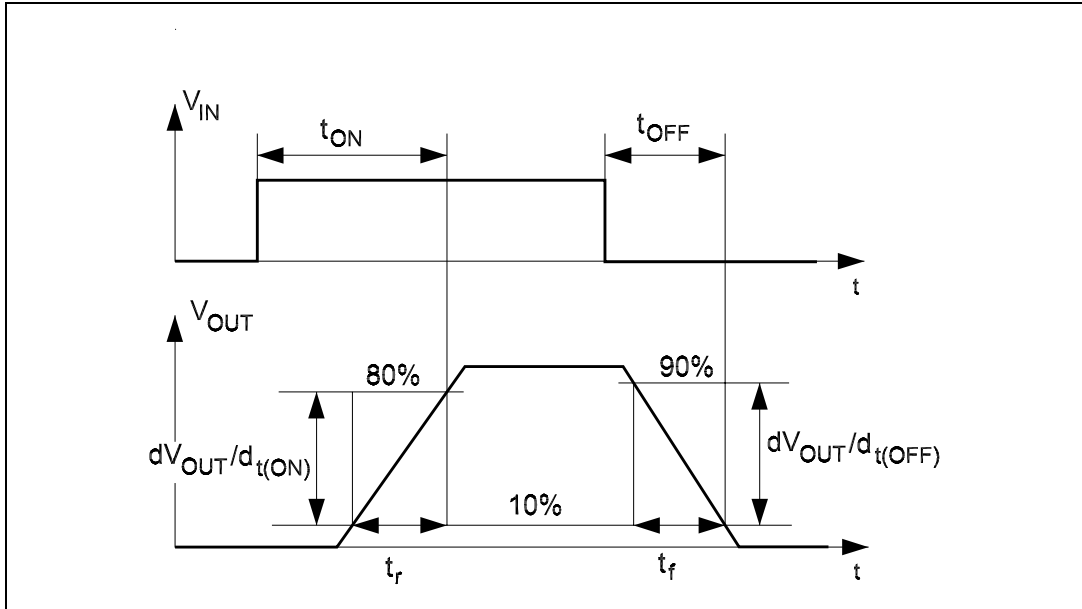 V_IN
t_ON
t_OFF
t
V_OUT
80%
90%
dV_OUT/d_t(ON)
dV_OUT/d_t(OFF)
10%
t_r
t_f
t